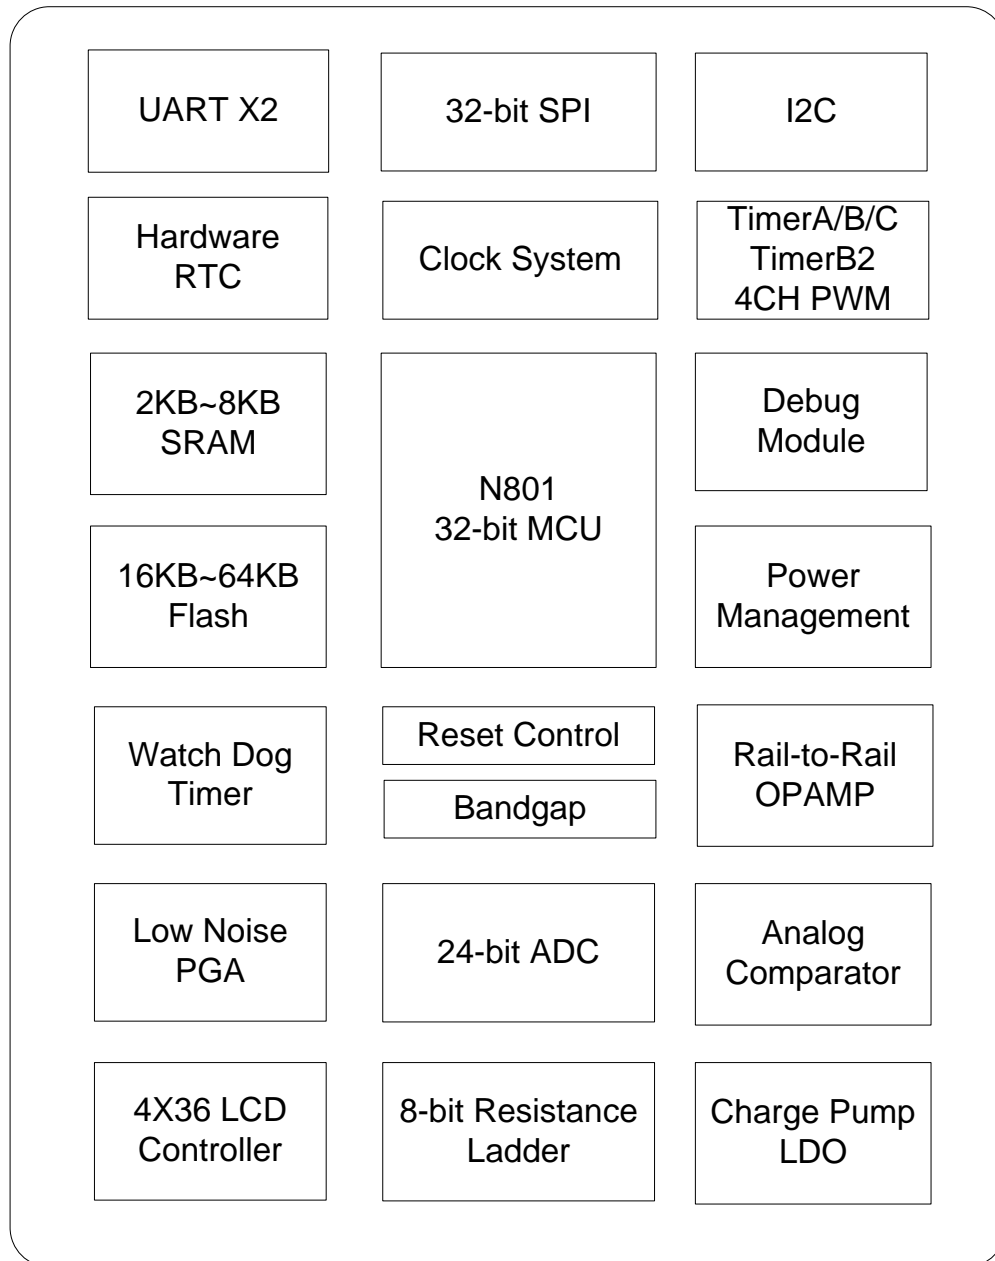 UART X2
32-bit SPI
I2C
Hardware
RTC
Clock System
TimerA/B/C
TimerB2
4CH PWM
2KB~8KB
SRAM
N801
32-bit MCU
Debug
Module
16KB~64KB
Flash
Power
Management
Watch Dog
Timer
Reset Control
Bandgap
Rail-to-Rail
OPAMP
Low Noise
PGA
24-bit ADC
Analog
Comparator
4X36 LCD
Controller
8-bit Resistance
Ladder
Charge Pump
LDO